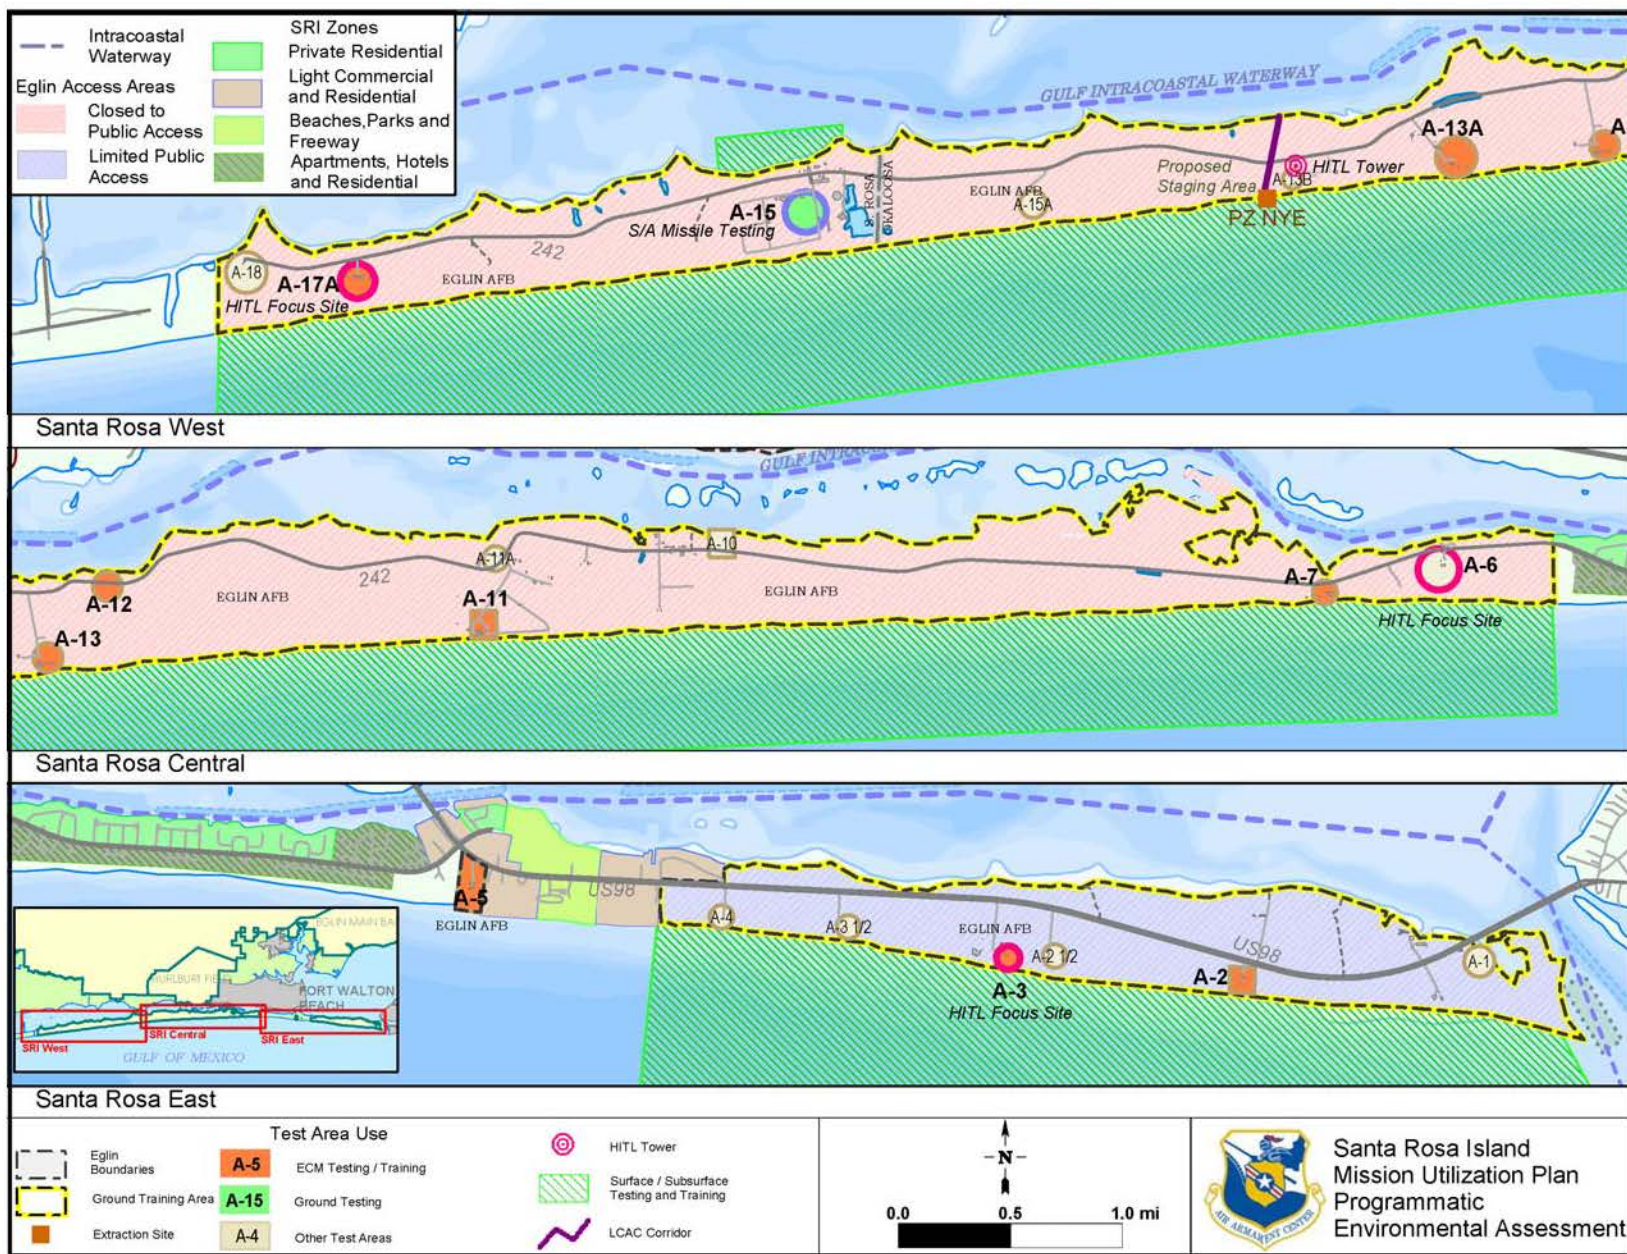 Intracoastal
Waterway
Eglin Access Areas
Closed to
Public Access
Limited Public
Access
SRI Zones
Private Residential
Light Commercial
and Residential
Beaches,Parks and
Freeway
Apartments, Hotels
and Residential
GULF INTRACOASTAL WATERWAY
A-18
A-17A
HITL Focus Site
242
EGLIN AFB
A-15
S/A Missile Testing
S. ROSA
OKALOOSA
EGLIN AFB
A-15A
Proposed
Staging Area
A-13B
HITL Tower
PZ NYE
A-13A
A
Santa Rosa West
GULF INTRAC
A-12
A-13
242
EGLIN AFB
A-11A
A-11
A-10
EGLIN AFB
A-7
A-6
HITL Focus Site
Santa Rosa Central
A-5
EGLIN AFB
US98
A-4
A-3 1/2
EGLIN AFB
A-3
HITL Focus Site
A-2 1/2
A-2
US98
A-1
EGLIN MAIN BA
HURLBURT FIEL
FORT WALTON
BEACH
SRI West
SRI Central
SRI East
GULF OF MEXICO
Santa Rosa East
Eglin
Boundaries
Ground Training Area
Extraction Site
Test Area Use
A-5
ECM Testing / Training
A-15
Ground Testing
A-4
Other Test Areas
HITL Tower
Surface / Subsurface
Testing and Training
LCAC Corridor
N
0.0
0.5
1.0 mi
AIR ARMAMENT CENTER
Santa Rosa Island
Mission Utilization Plan
Programmatic
Environmental Assessment